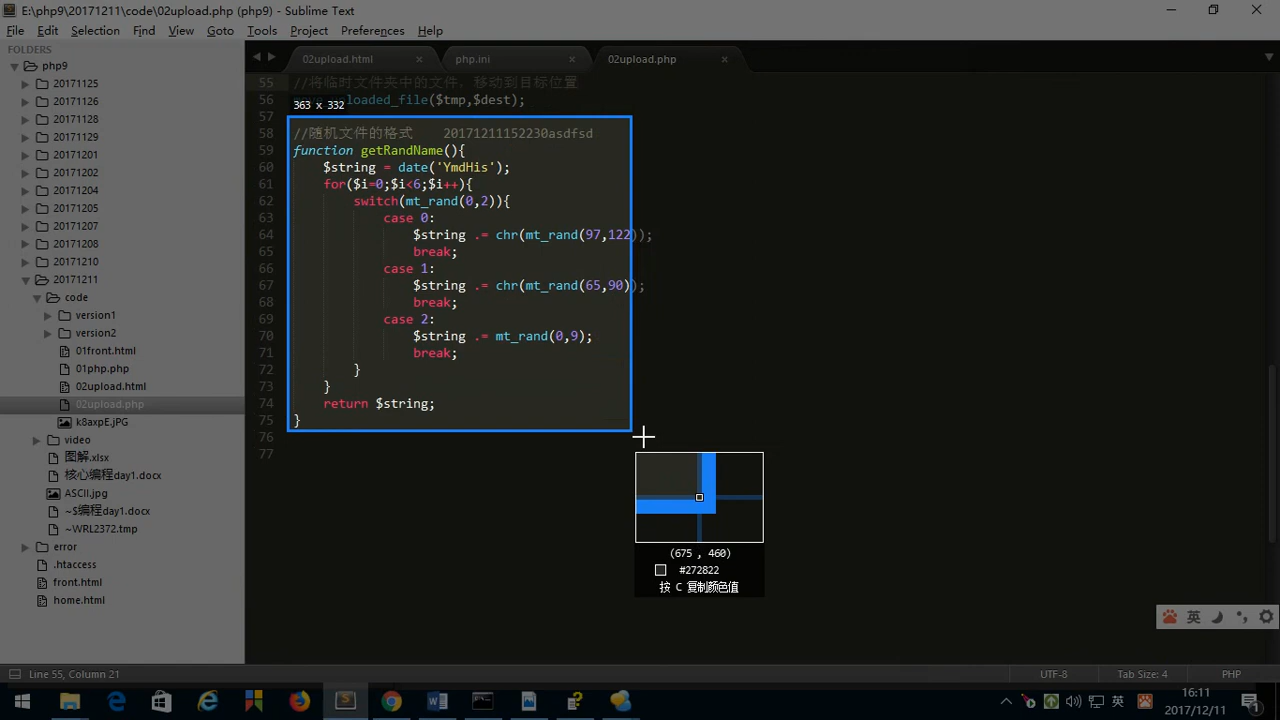 E:\php9\20171211\code\02upload.php (php9) - Sublime Text
File Edit Selection Find View Goto Tools Project Preferences Help
FOLDERS
php9
20171125
20171126
20171128
20171129
20171201
20171202
20171204
20171205
20171207
20171208
20171210
20171211
code
version1
version2
01front.html
01php.php
02upload.html
02upload.php
k8axpE.JPG
video
图解.xlsx
核心编程day1.docx
ASCII.jpg
~$编程day1.docx
~WRL2372.tmp
error
.htaccess
front.html
home.html
02upload.html × php.ini × 02upload.php ×
55 //将临时文件夹中的文件，移动到目标位置
56 loaded_file($tmp,$dest);
363 x 332
57
58 //随机文件的格式 20171211152230asdfsd
59 function getRandName(){
60 $string = date('YmdHis');
61 for($i=0;$i<6;$i++){
62 switch(mt_rand(0,2)){
63 case 0:
64 $string .= chr(mt_rand(97,122));
65 break;
66 case 1:
67 $string .= chr(mt_rand(65,90));
68 break;
69 case 2:
70 $string .= mt_rand(0,9);
71 break;
72 }
73 }
74 return $string;
75 }
76
77
(675 , 460)
#272822
按 C 复制颜色值
英
Line 55, Column 21 UTF-8 Tab Size: 4 PHP
英 16:11
2017/12/11
1